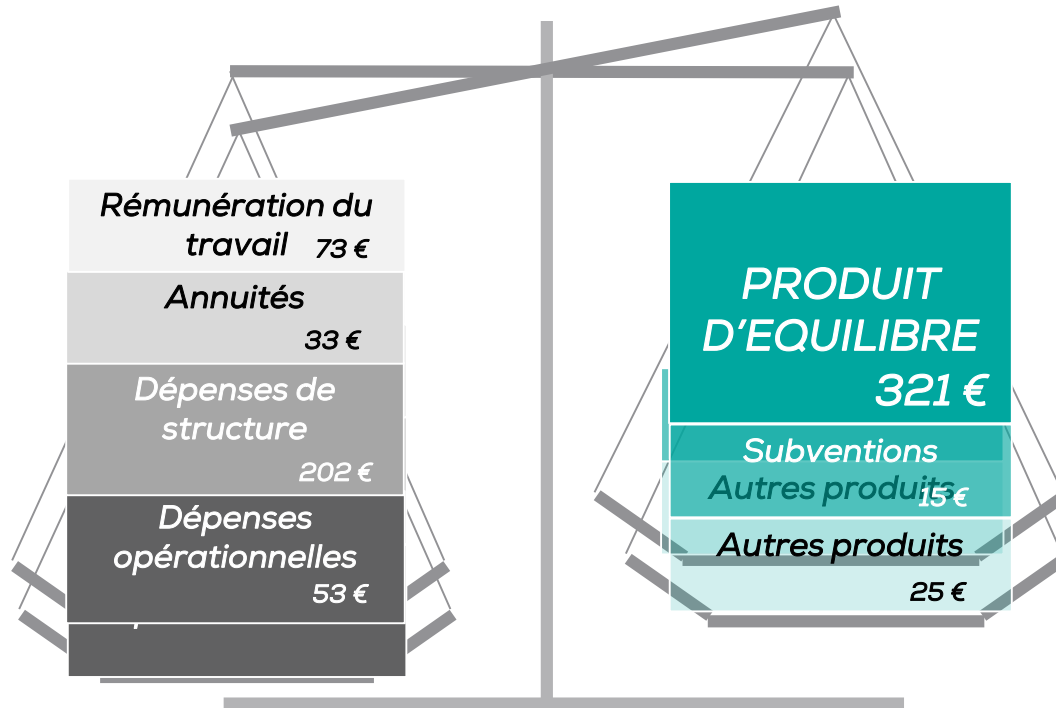 Rémunération du
travail 73 €
Annuités
33 €
Dépenses de
structure
202 €
Dépenses
opérationnelles
53 €
PRODUIT
D’EQUILIBRE
321 €
Subventions
Autres produits
15 €
Autres produits
25 €